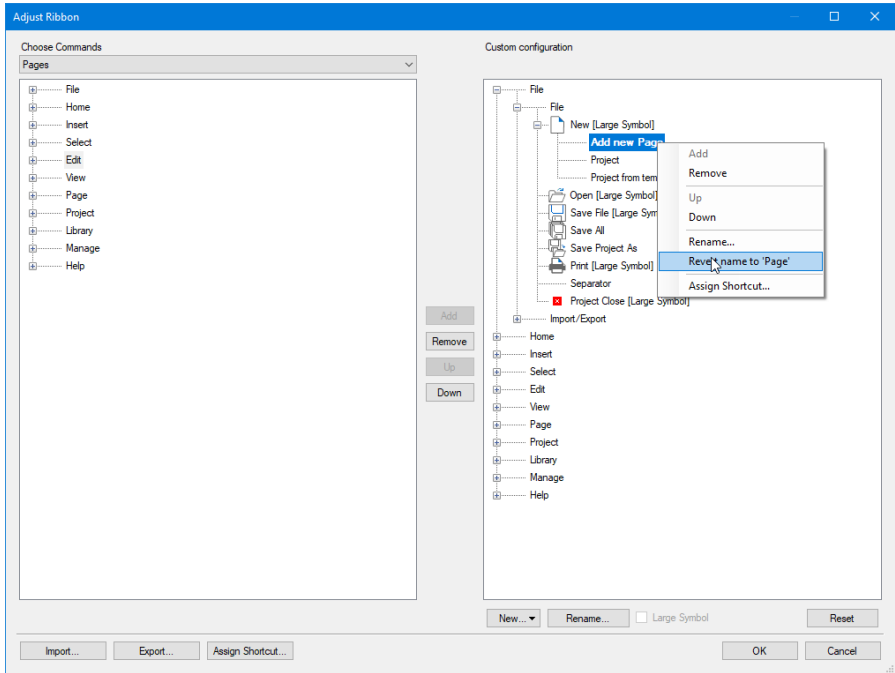 Adjust Ribbon
Choose Commands
Pages
File
Home
Insert
Select
Edit
View
Page
Project
Library
Manage
Help
Add
Remove
Up
Down
Custom configuration
File
File
New [Large Symbol]
Add new Page
Project
Project from tem
Open [Large Symbol]
Save File [Large Sym
Save All
Save Project As
Print [Large Symbol]
Separator
Project Close [Large Symbol]
Import/Export
Home
Insert
Select
Edit
View
Page
Project
Library
Manage
Help
Add
Remove
Up
Down
Rename...
Revert name to 'Page'
Assign Shortcut...
New...
Rename...
Large Symbol
Reset
Import...
Export...
Assign Shortcut...
OK
Cancel